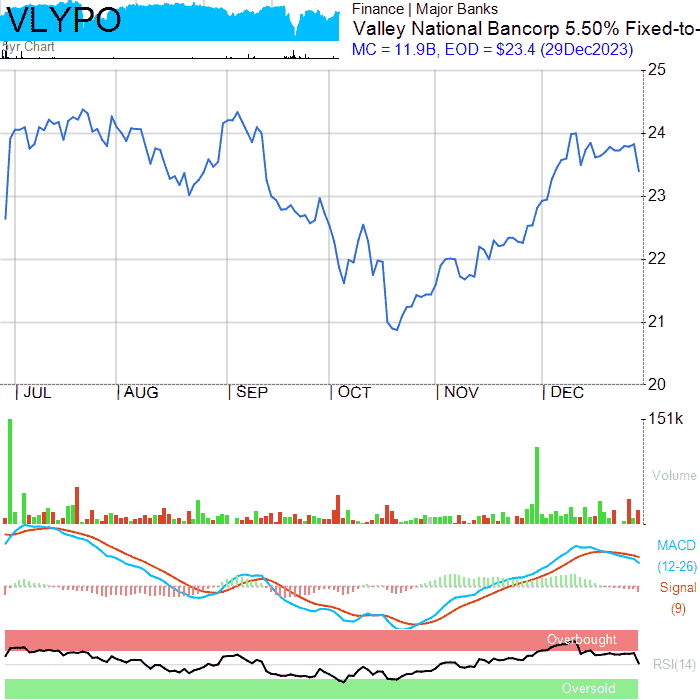 VLYPO
5yr Chart
Finance | Major Banks
Valley National Bancorp 5.50% Fixed-to-
MC = 11.9B, EOD = $23.4 (29Dec2023)
25
24
23
22
21
20
JUL AUG SEP OCT NOV DEC
151k
Volume
MACD
(12-26)
Signal
(9)
Overbought
RSI(14)
Oversold